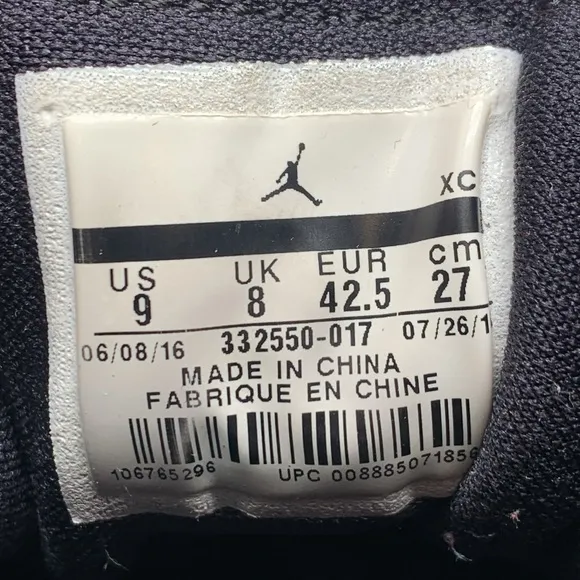 XC
US UK EUR cm
9 8 42.5 27
06/08/16 332550-017
MADE IN CHINA
FABRIQUE EN CHINE
106765296
UPC